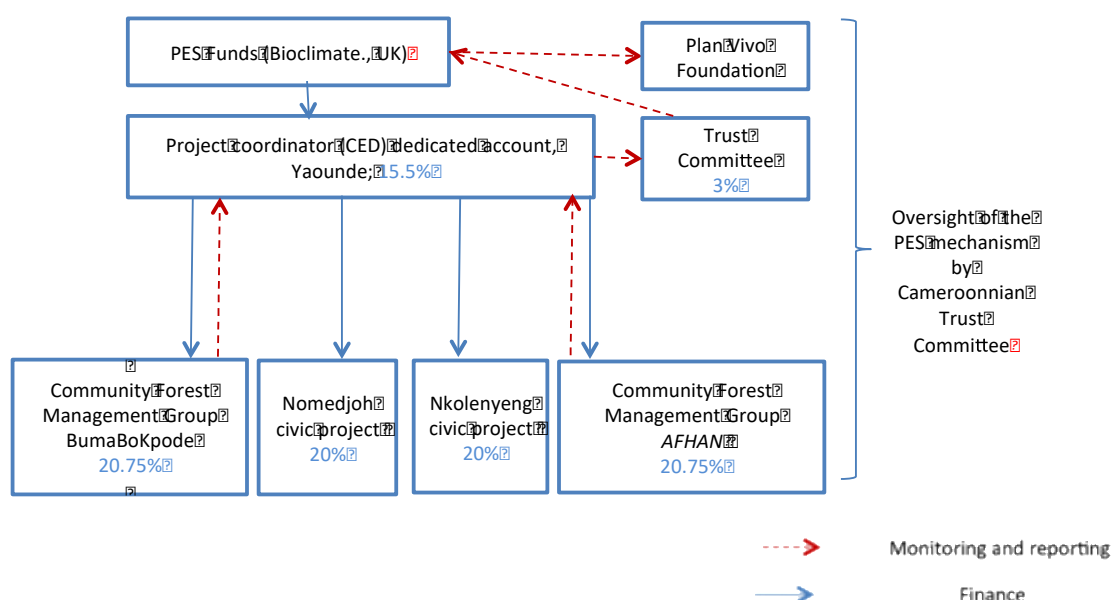 PES Funds (Bioclimate., UK)
Plan Vivo
Foundation
Project coordinator (CED) dedicated account,
Yaounde; 15.5%
Trust
Committee
3%
Oversight of the
PES mechanism
by
Cameroonnian
Trust
Committee
Community Forest
Management Group
BumaBoKpode
20.75%
Nomedjoh
civic project
20%
Nkolenyeng
civic project
20%
Community Forest
Management Group
AFHAN
20.75%
Monitoring and reporting
Finance